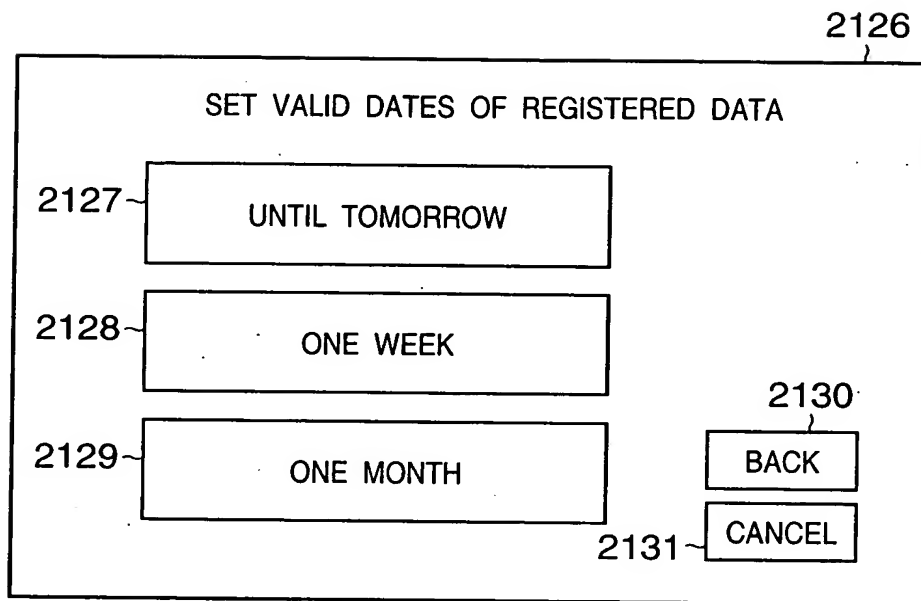 2126
SET VALID DATES OF REGISTERED DATA
2127
UNTIL TOMORROW
2128
ONE WEEK
2129
ONE MONTH
2130
BACK
2131
CANCEL